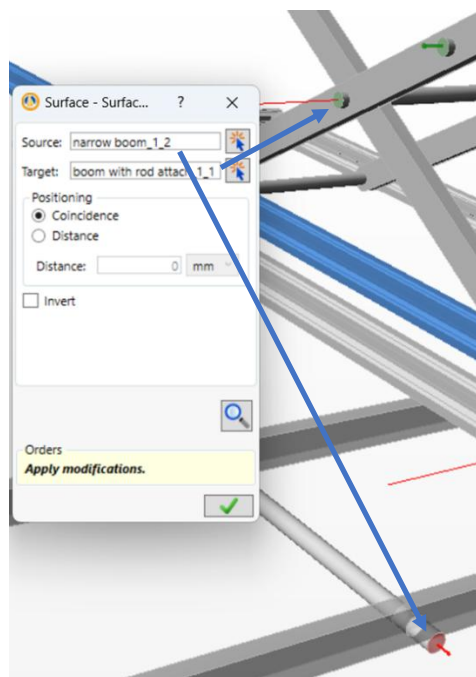 Surface - Surfac... ? ×
Source: narrow boom_1_2
Target: boom with rod attac
Positioning
Coincidence
Distance
Distance: 0 mm
Invert
Orders
Apply modifications.